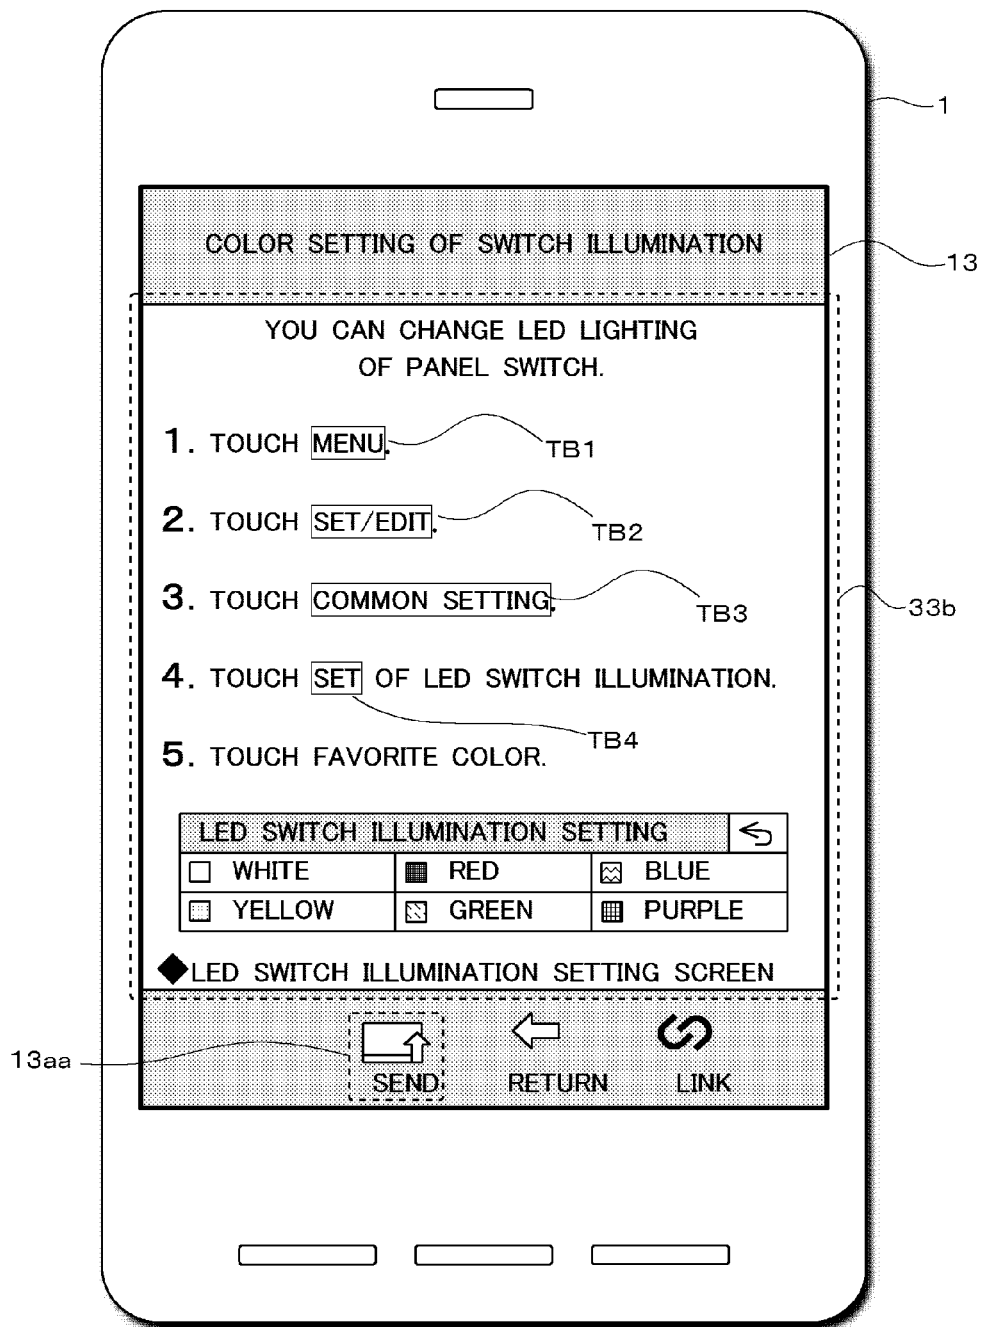 1
COLOR SETTING OF SWITCH ILLUMINATION
13
YOU CAN CHANGE LED LIGHTING
OF PANEL SWITCH.
1. TOUCH MENU.
TB1
2. TOUCH SET/EDIT.
TB2
3. TOUCH COMMON SETTING.
TB3
33b
4. TOUCH SET OF LED SWITCH ILLUMINATION.
TB4
5. TOUCH FAVORITE COLOR.
LED SWITCH ILLUMINATION SETTING
WHITE RED BLUE
YELLOW GREEN PURPLE
◆LED SWITCH ILLUMINATION SETTING SCREEN
13aa
SEND RETURN LINK